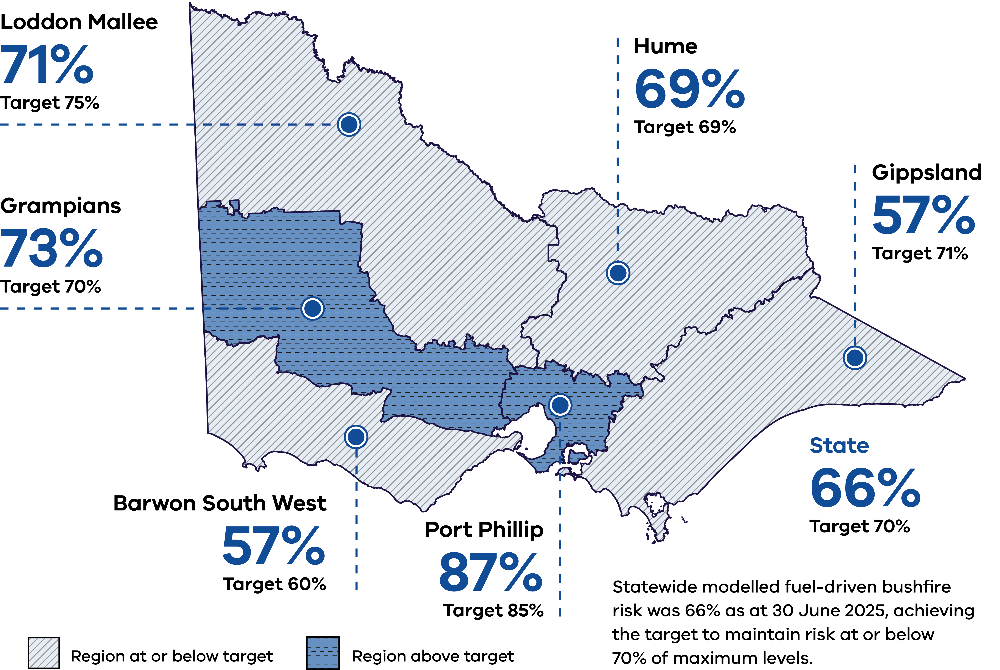 Loddon Mallee
71%
Target 75%
Hume
69%
Target 69%
Gippsland
57%
Target 71%
Grampians
73%
Target 70%
State
66%
Target 70%
Barwon South West
57%
Target 60%
Port Phillip
87%
Target 85%
Statewide modelled fuel-driven bushfire
risk was 66% as at 30 June 2025, achieving
the target to maintain risk at or below
70% of maximum levels.
Region at or below target
Region above target